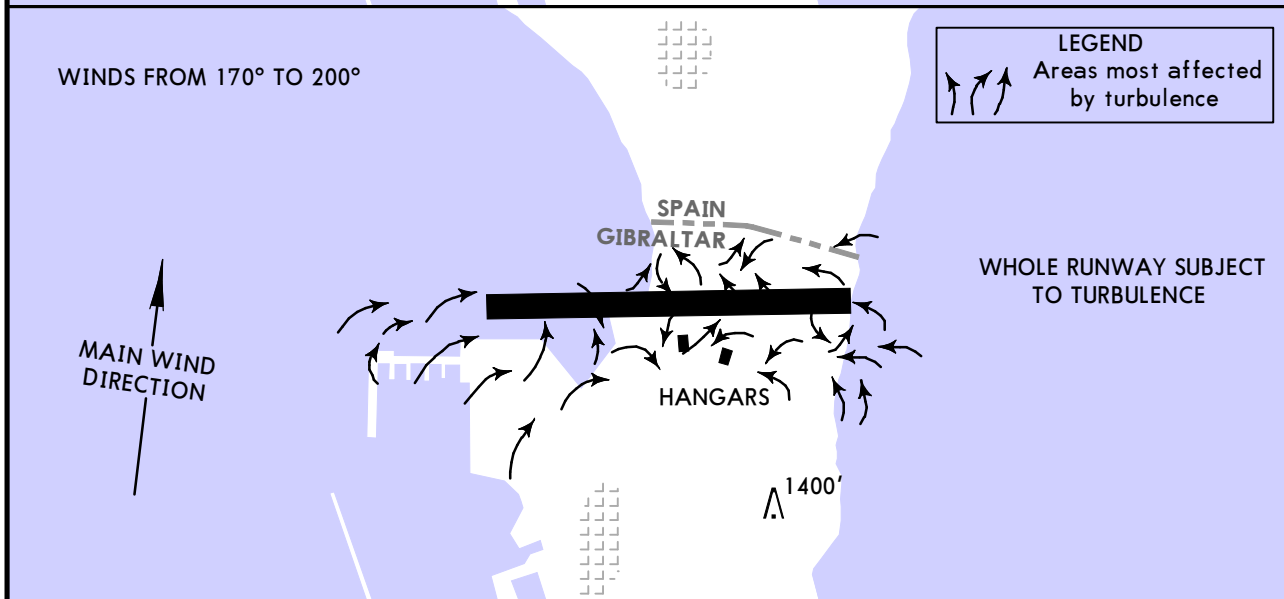 WINDS FROM 170° TO 200°
LEGEND
Areas most affected
by turbulence
SPAIN
GIBRALTAR
WHOLE RUNWAY SUBJECT
TO TURBULENCE
MAIN WIND
DIRECTION
HANGARS
1400'